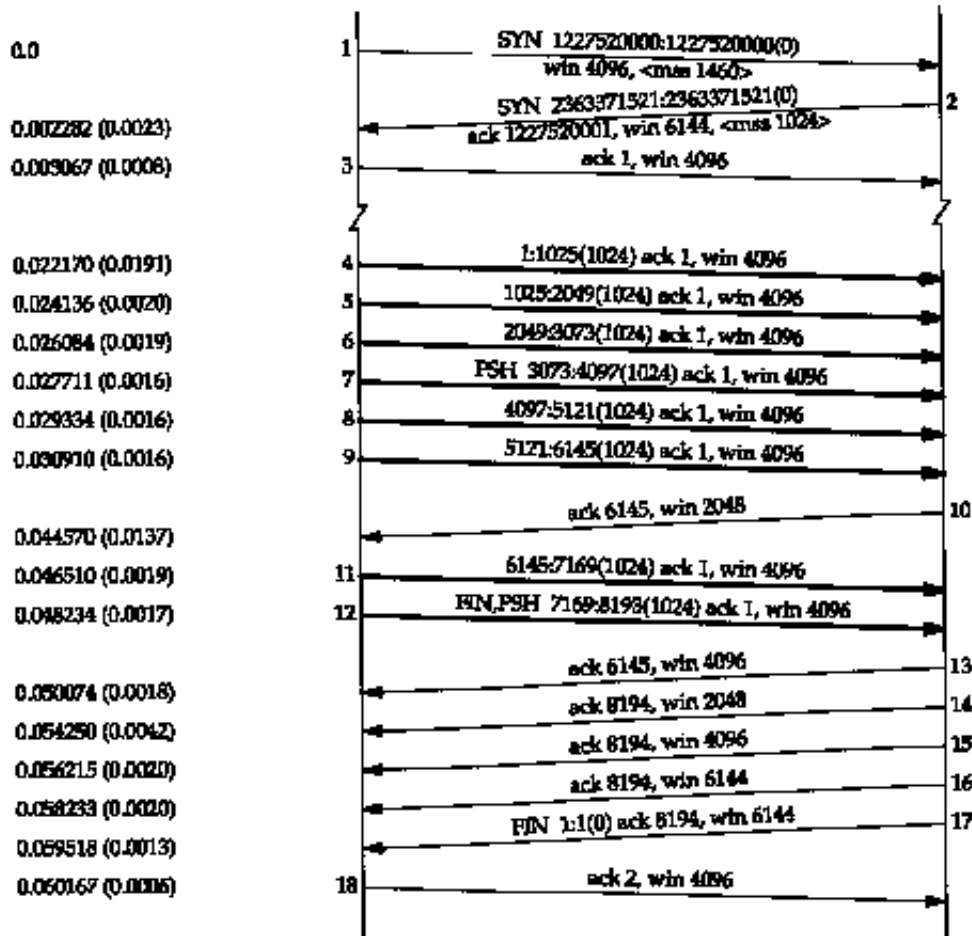 0.0 1 SYN 1227520000:1227520000(0)
win 4096, <mss 1460>
SYN 2363371521:2363371521(0) 2
0.002282 (0.0023) ack 1227520001, win 6144, <mss 1024>
0.003067 (0.0008) 3 ack 1, win 4096
0.022170 (0.0191) 4 1:1025(1024) ack 1, win 4096
0.024136 (0.0020) 5 1025:2049(1024) ack 1, win 4096
0.026084 (0.0019) 6 2049:3073(1024) ack 1, win 4096
0.027711 (0.0016) 7 PSH 3073:4097(1024) ack 1, win 4096
0.029334 (0.0016) 8 4097:5121(1024) ack 1, win 4096
0.030910 (0.0016) 9 5121:6145(1024) ack 1, win 4096
ack 6145, win 2048 10
0.044570 (0.0137)
0.046510 (0.0019) 11 6145:7169(1024) ack 1, win 4096
0.048234 (0.0017) 12 FIN,PSH 7169:8193(1024) ack 1, win 4096
ack 6145, win 4096 13
0.050074 (0.0018)
ack 8194, win 2048 14
0.054250 (0.0042)
ack 8194, win 4096 15
0.056215 (0.0020)
ack 8194, win 6144 16
0.058233 (0.0020)
FIN 1:1(0) ack 8194, win 6144 17
0.059518 (0.0013)
0.060167 (0.0006) 18 ack 2, win 4096